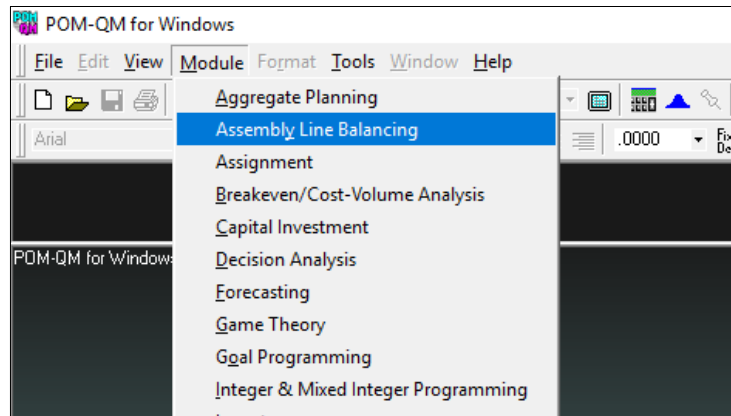 POM-QM for Windows
File Edit View Module Format Tools Window Help
Aggregate Planning
Assembly Line Balancing
Arial
.0000
Assignment
Breakeven/Cost-Volume Analysis
Capital Investment
POM-QM for Windows
Decision Analysis
Forecasting
Game Theory
Goal Programming
Integer & Mixed Integer Programming